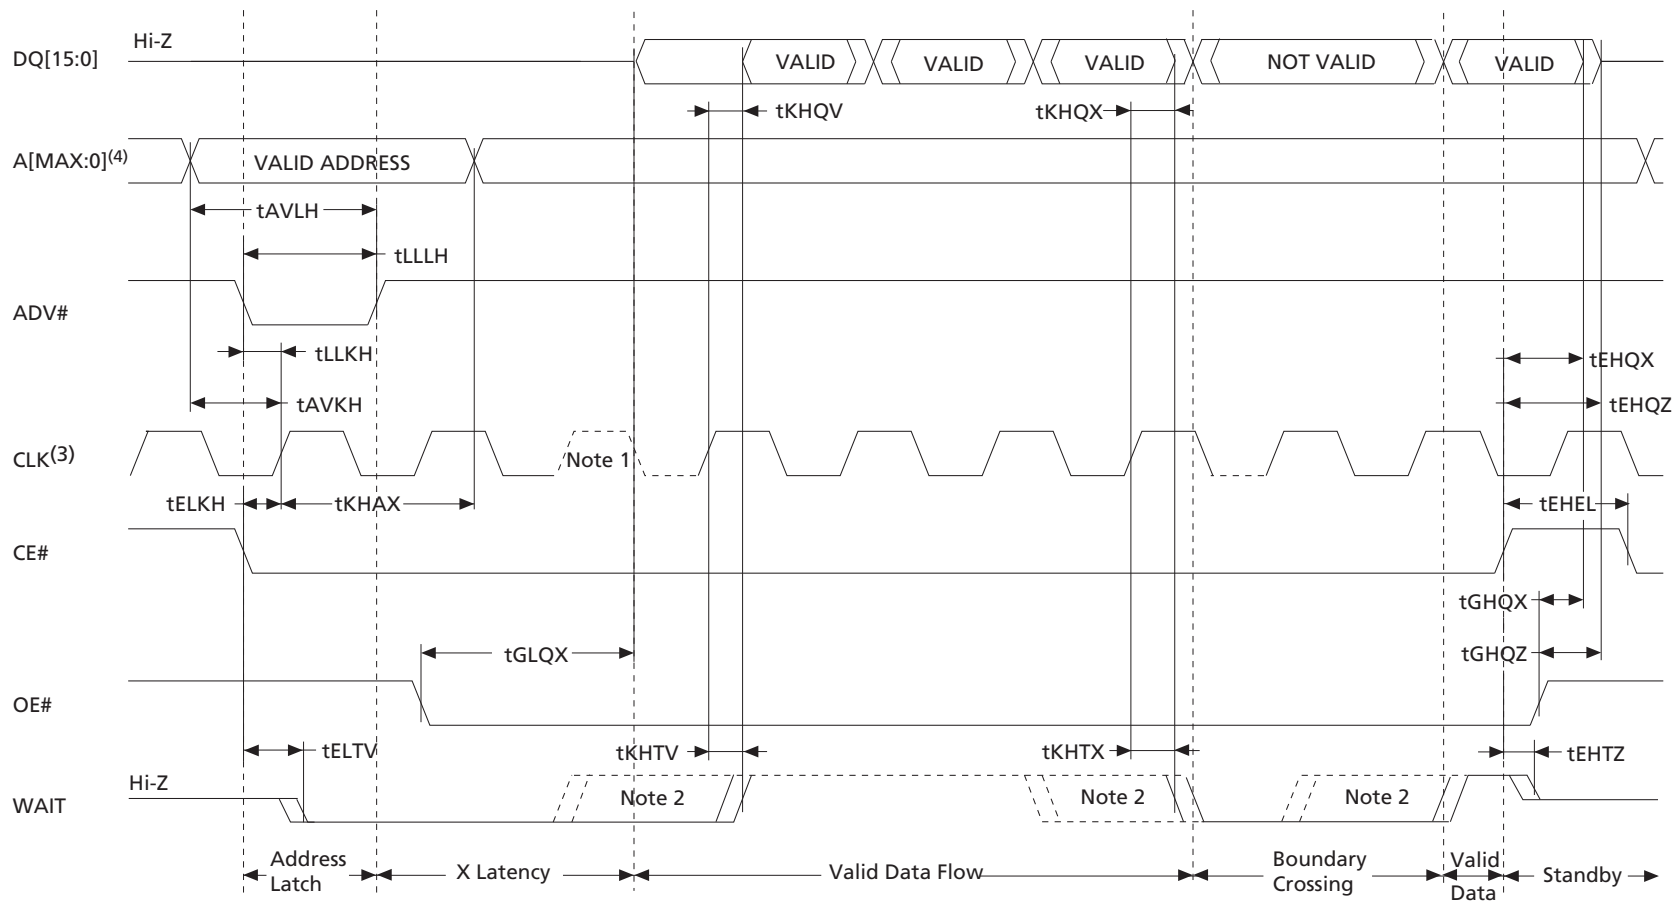 Hi-Z
DQ[15:0]
VALID
VALID
VALID
NOT VALID
VALID
tKHQV
tKHQX
A[MAX:0](4)
VALID ADDRESS
tAVLH
tLLLH
ADV#
tLLKH
tEHQX
tAVKH
tEHQZ
CLK(3)
Note 1
tELKH
tKHAX
tEHEL
CE#
tGHQX
tGLQX
tGHQZ
OE#
tELTV
tKHTV
tKHTX
tEHTZ
Hi-Z
WAIT
Note 2
Note 2
Note 2
Address
Latch
X Latency
Valid Data Flow
Boundary
Crossing
Valid
Data
Standby